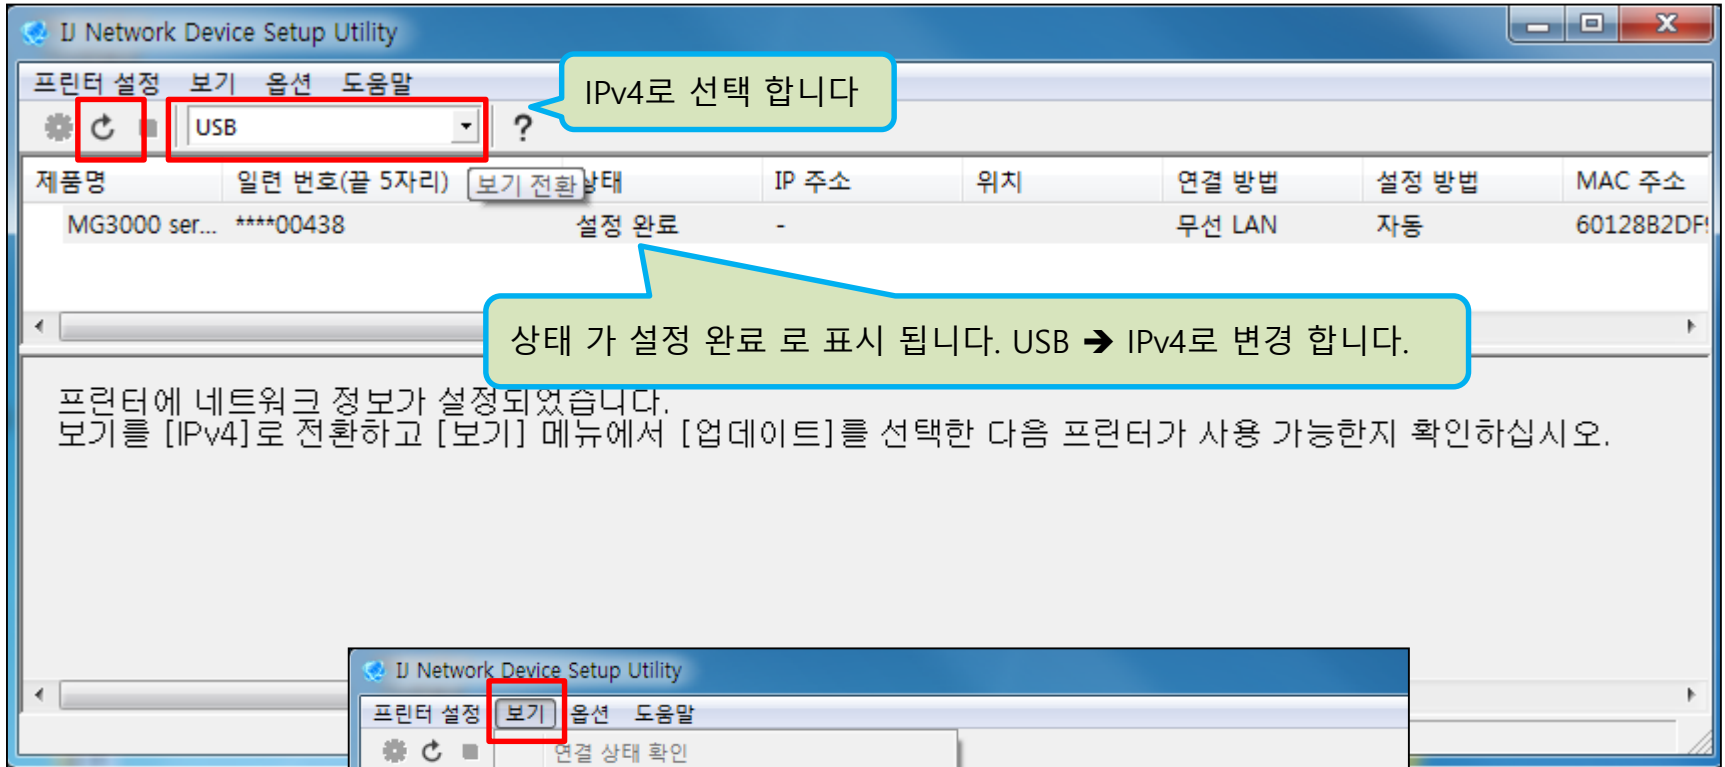 IJ Network Device Setup Utility
프린터 설정 보기 옵션 도움말
IPv4로 선택 합니다
USB
?
제품명 일련 번호(끝 5자리) 보기 전환 상태 IP 주소 위치 연결 방법 설정 방법 MAC 주소
MG3000 ser... ****00438 설정 완료 - 무선 LAN 자동 60128B2DF
상태 가 설정 완료 로 표시 됩니다. USB ➔ IPv4로 변경 합니다.
프린터에 네트워크 정보가 설정되었습니다.
보기를 [IPv4]로 전환하고 [보기] 메뉴에서 [업데이트]를 선택한 다음 프린터가 사용 가능한지 확인하십시오.
IJ Network Device Setup Utility
프린터 설정 보기 옵션 도움말
연결 상태 확인